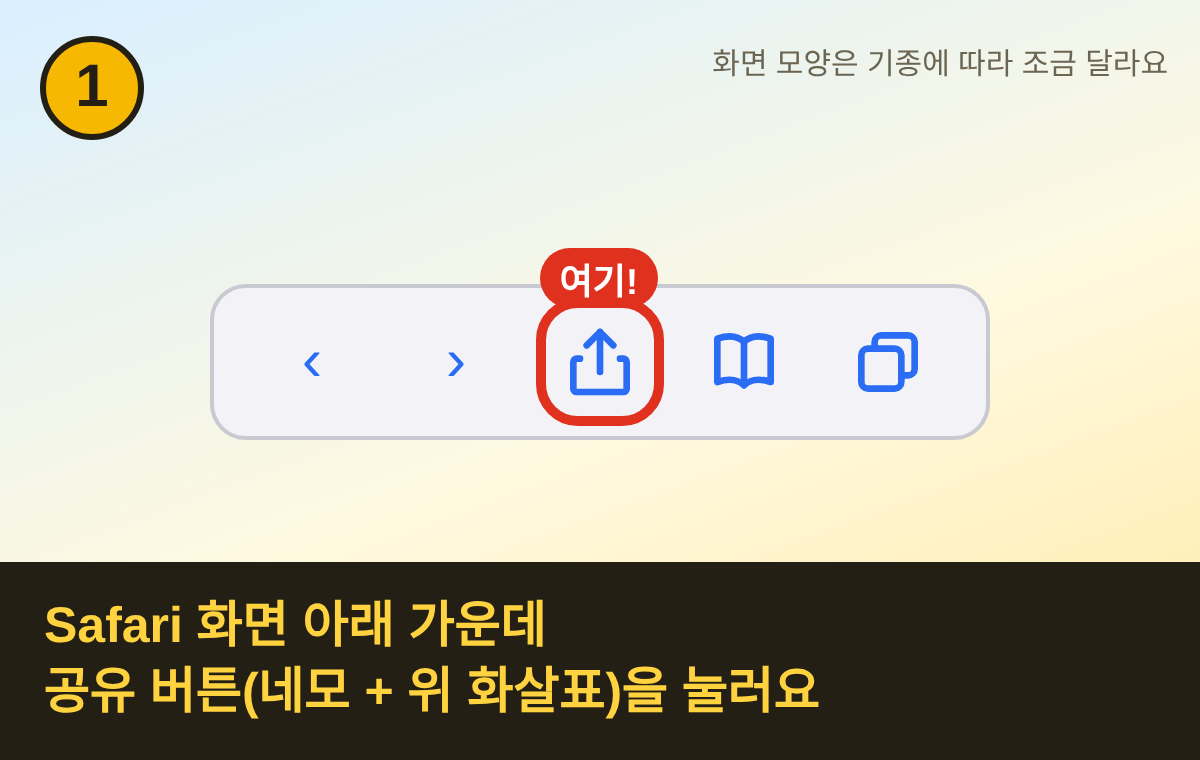 1
화면 모양은 기종에 따라 조금 달라요
여기!
Safari 화면 아래 가운데
공유 버튼(네모 + 위 화살표)을 눌러요